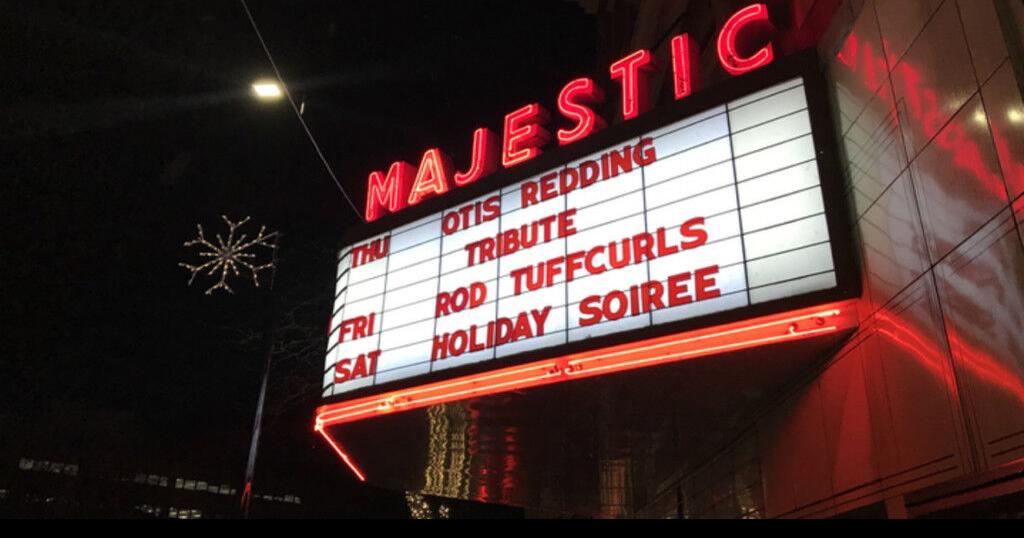 MAJESTIC
THU OTIS REDDING
TRIBUTE
FRI ROD TUFFCURLS
SAT HOLIDAY SOIREE